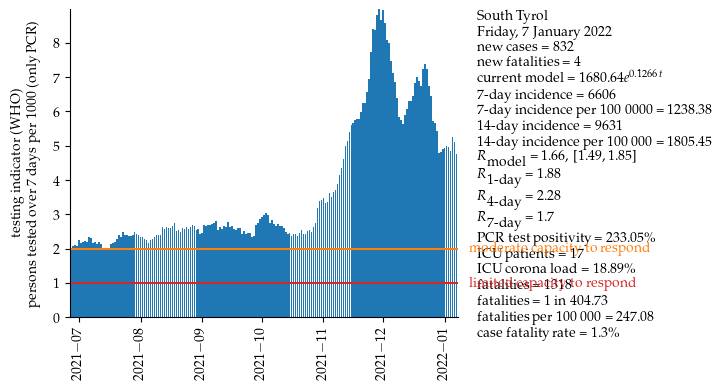 testing indicator (WHO)
persons tested over 7 days per 1000 (only PCR)
8
7
6
5
4
3
2
1
0
2021−07
2021−08
2021−09
2021−10
2021−11
2021−12
2022−01
South Tyrol
Friday, 7 January 2022
new cases = 832
new fatalities = 4
current model = 1680.64e^0.1266 t
7-day incidence = 6606
7-day incidence per 100 0000 = 1238.38
14-day incidence = 9631
14-day incidence per 100 000 = 1805.45
R_model = 1.66, [1.49, 1.85]
R_1-day = 1.88
R_4-day = 2.28
R_7-day = 1.7
PCR test positivity = 233.05%
moderate capacity to respond
ICU patients = 17
ICU corona load = 18.89%
limited capacity to respond
fatalities = 1318
fatalities = 1 in 404.73
fatalities per 100 000 = 247.08
case fatality rate = 1.3%